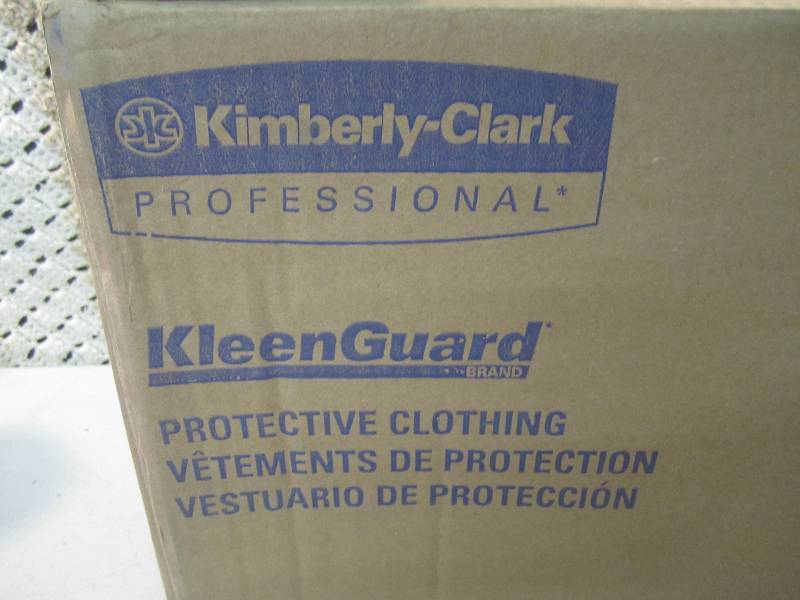 Kimberly-Clark
PROFESSIONAL*
KleenGuard*
BRAND
PROTECTIVE CLOTHING
VÊTEMENTS DE PROTECTION
VESTUARIO DE PROTECCIÓN